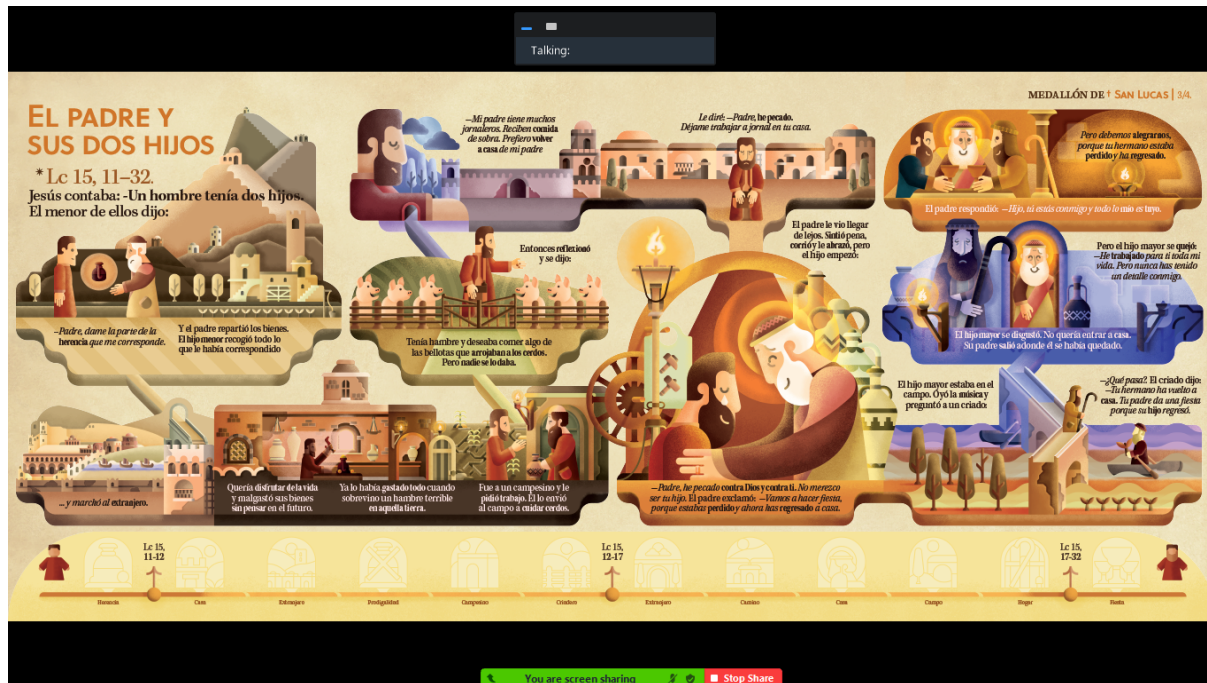 Talking:
EL PADRE Y
SUS DOS HIJOS
*Lc 15, 11–32.
Jesús contaba: -Un hombre tenía dos hijos.
El menor de ellos dijo:
MEDALLÓN DE † SAN LUCAS | 3/4.
–Padre, dame la parte de la
herencia que me corresponde.
Y el padre repartió los bienes.
El hijo menor recogió todo lo
que le había correspondido
... y marchó al extranjero.
Quería disfrutar de la vida
y malgastó sus bienes
sin pensar en el futuro.
Ya lo había gastado todo cuando
sobrevino un hambre terrible
en aquella tierra.
Fue a un campesino y le
pidió trabajo. Él lo envió
al campo a cuidar cerdos.
Tenía hambre y deseaba comer algo de
las bellotas que arrojaban a los cerdos.
Pero nadie se lo daba.
Entonces reflexionó
y se dijo:
–Mi padre tiene muchos
jornaleros. Reciben comida
de sobra. Prefiero volver
a casa de mi padre
Le diré: –Padre, he pecado.
Déjame trabajar a jornal en tu casa.
El padre le vio llegar
de lejos. Sintió pena,
corrió y le abrazó, pero
el hijo empezó:
–Padre, he pecado contra Dios y contra ti. No merezco
ser tu hijo. El padre exclamó: –Vamos a hacer fiesta,
porque estabas perdido y ahora has regresado a casa.
El hijo mayor estaba en el
campo. Oyó la música y
preguntó a un criado:
–¿Qué pasa?. El criado dijo:
–Tu hermano ha vuelto a
casa. Tu padre da una fiesta
porque su hijo regresó.
El hijo mayor se disgustó. No quería entrar a casa.
Su padre salió adonde él se había quedado.
Pero el hijo mayor se quejó:
–He trabajado para ti toda mi
vida. Pero nunca has tenido
un detalle conmigo.
El padre respondió: –Hijo, tú estás conmigo y todo lo mío es tuyo.
Pero debemos alegrarnos,
porque tu hermano estaba
perdido y ha regresado.
Lc 15,
11-12
Lc 15,
12-17
Lc 15,
17-32
Herencia Casa Extranjero Prodigalidad Campesino Criadero Extranjero Camino Casa Campo Hogar Fiesta
You are screen sharing Stop Share